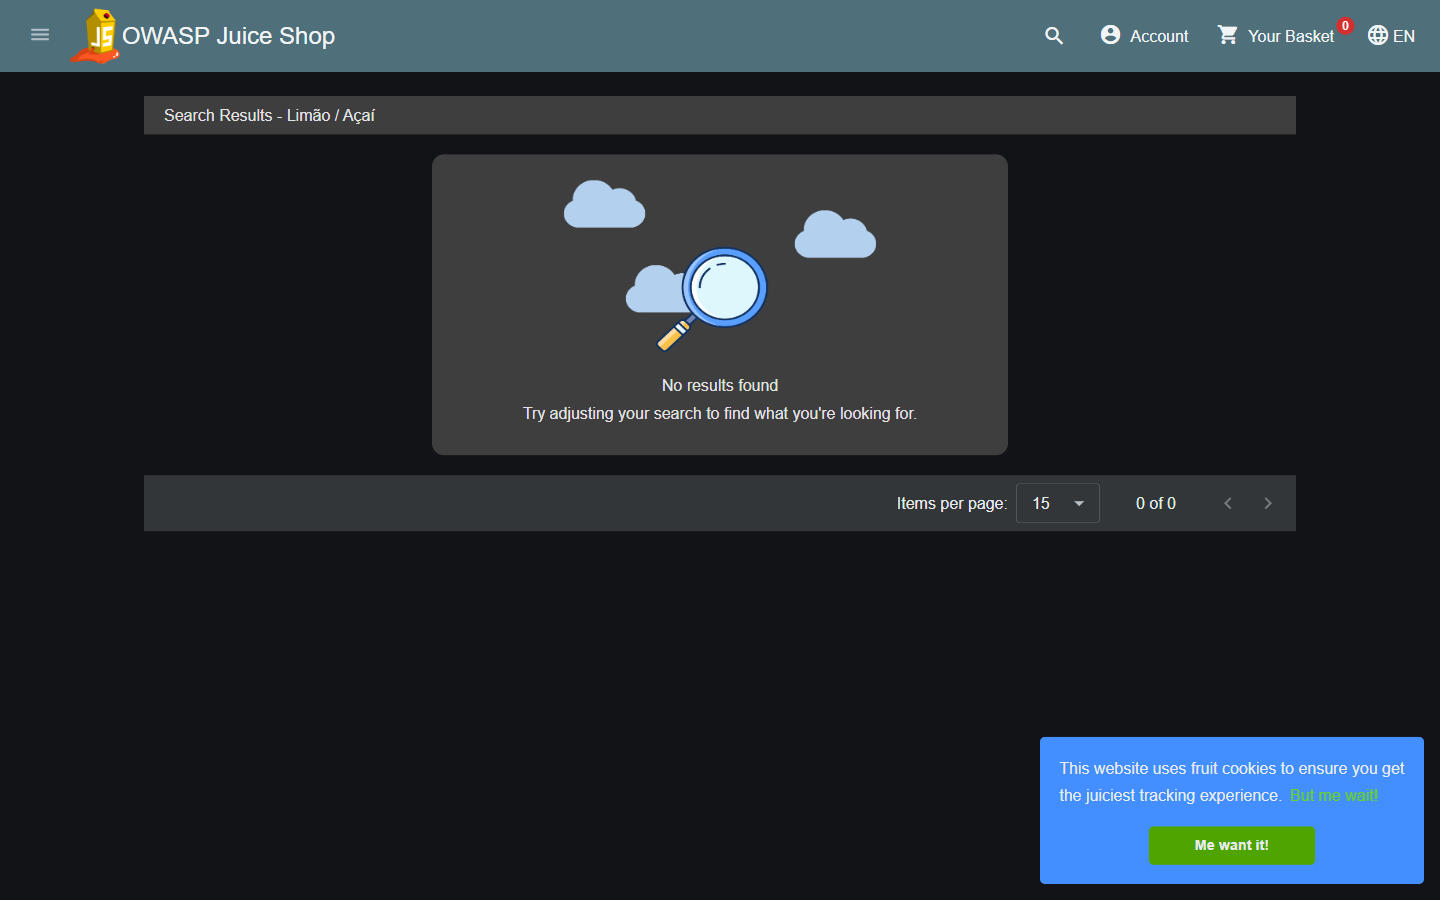 OWASP Juice Shop
Account
Your Basket
0
EN
Search Results - Limão / Açaí
No results found
Try adjusting your search to find what you're looking for.
Items per page:
15
0 of 0
This website uses fruit cookies to ensure you get
the juiciest tracking experience. But me wait!
Me want it!